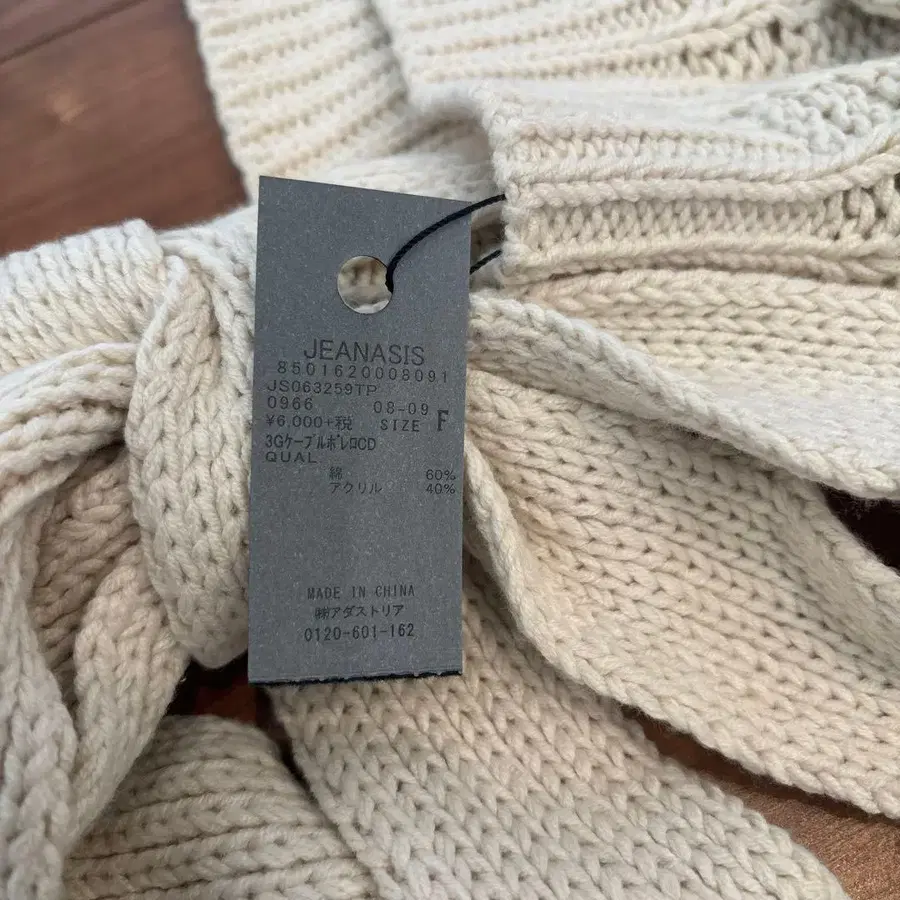 JEANASIS
8501620008091
JS063259TP
0966 08-09
¥6,000+税 SIZE F
3GケーブルボレロCD
QUAL
綿 60%
アクリル 40%
MADE IN CHINA
㈱アダストリア
0120-601-162